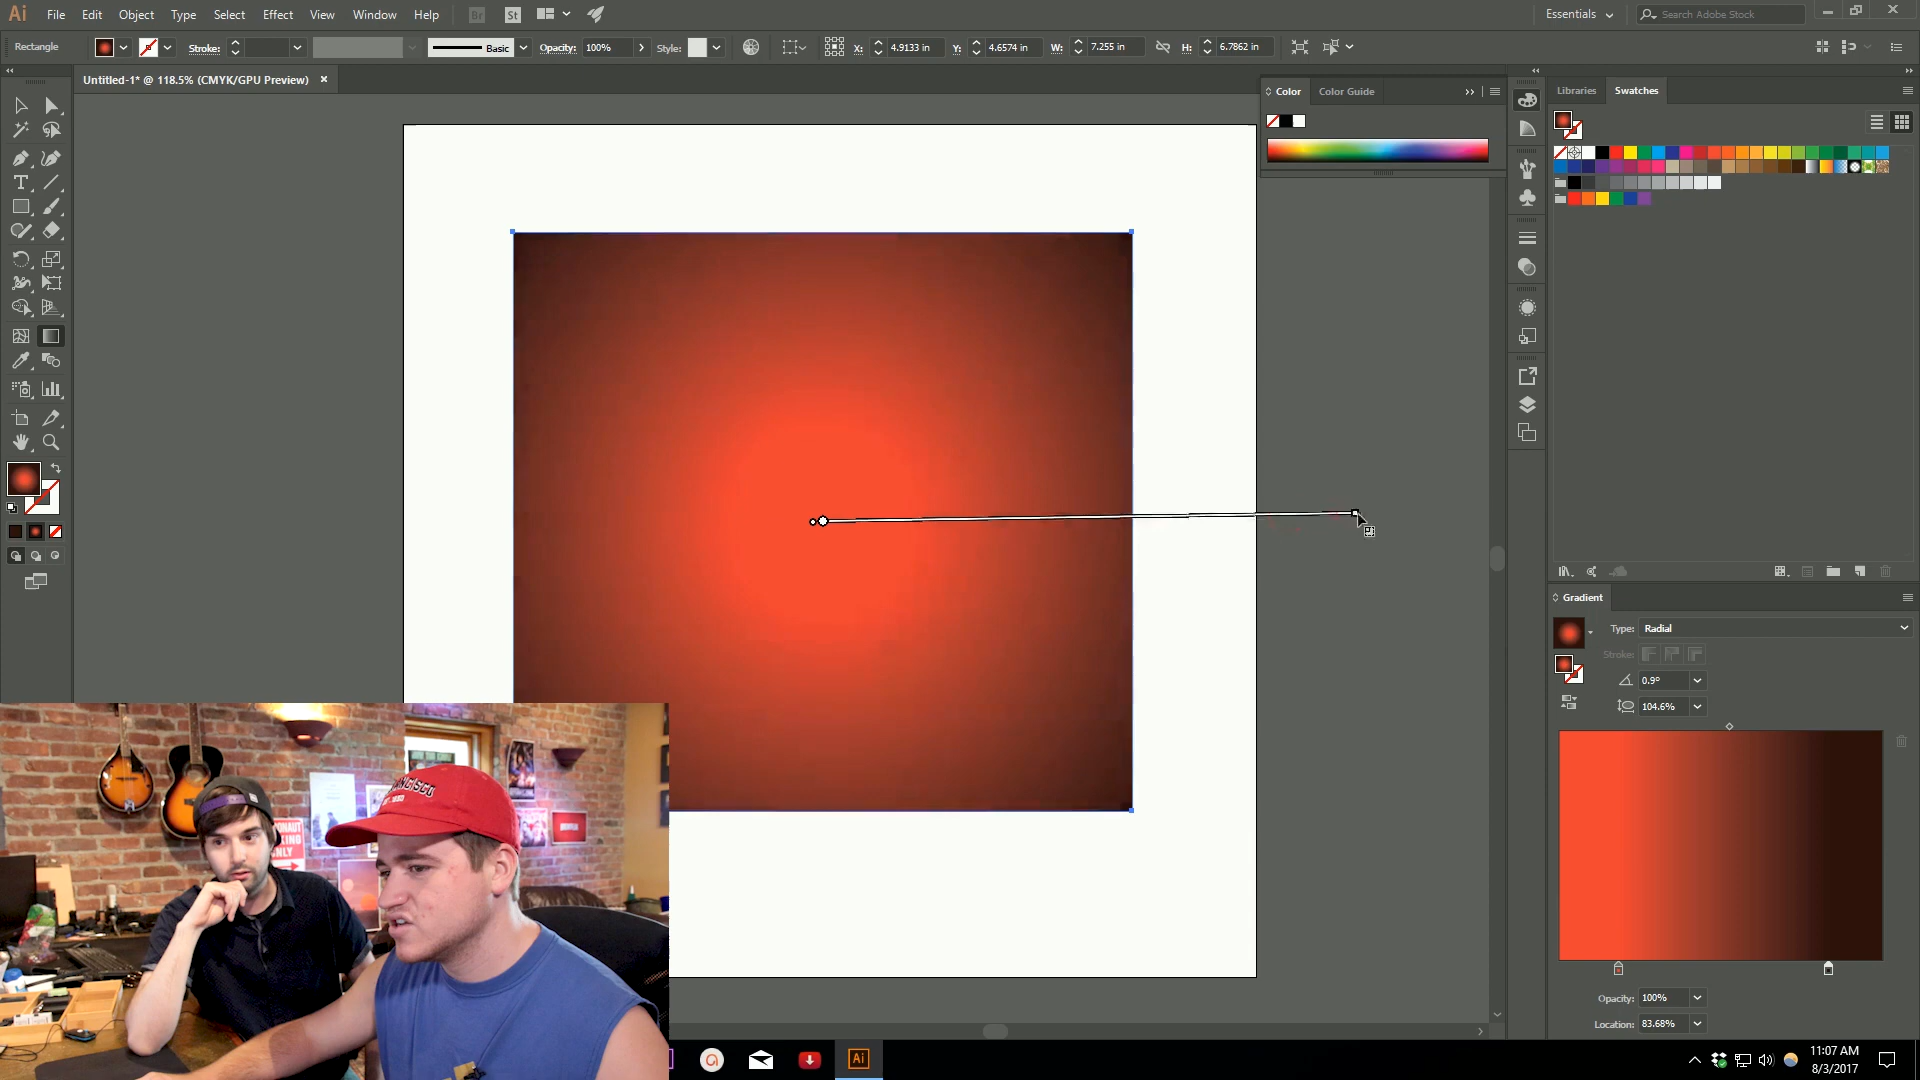 Ai File Edit Object Type Select Effect View Window Help Br St Essentials Search Adobe Stock
Rectangle Stroke: Basic Opacity: 100% Style: X: 4.9133 in Y: 4.6574 in W: 7.255 in H: 6.7862 in
Untitled-1* @ 118.5% (CMYK/GPU Preview)
Color Color Guide
Libraries Swatches
Gradient
Type: Radial
Stroke:
0.9°
104.6%
Opacity: 100%
Location: 83.68%
Ai
11:07 AM
8/3/2017